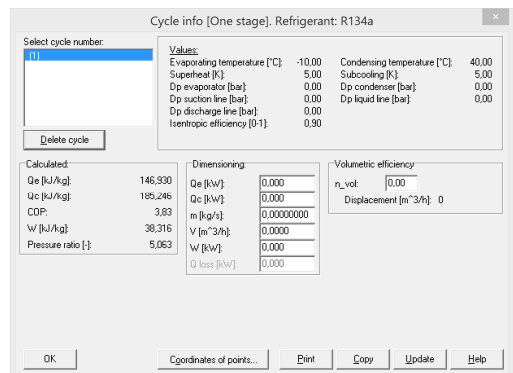 Cycle info [One stage]. Refrigerant: R134a
×
Select cycle number:
(1)
Delete cycle
Values:
Evaporating temperature [°C]: -10,00 Condensing temperature [°C]: 40,00
Superheat [K]: 5,00 Subcooling [K]: 5,00
Dp evaporator [bar]: 0,00 Dp condenser [bar]: 0,00
Dp suction line [bar]: 0,00 Dp liquid line [bar]: 0,00
Dp discharge line [bar]: 0,00
Isentropic efficiency [0-1]: 0,90
Calculated:
Qe [kJ/kg]: 146,930
Qc [kJ/kg]: 185,246
COP: 3,83
W [kJ/kg]: 38,316
Pressure ratio [-]: 5,063
Dimensioning:
Qe [kW]: 0,000
Qc [kW]: 0,000
m [kg/s]: 0,00000000
V [m^3/h]: 0,0000
W [kW]: 0,000
Q loss [kW]: 0,000
Volumetric efficiency
n_vol: 0,00
Displacement [m^3/h]: 0
OK Coordinates of points... Print Copy Update Help